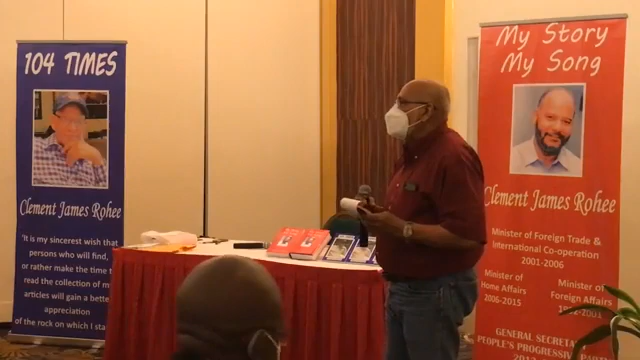 104 TIMES
Clement James Rohee
'It is my sincerest wish that
persons who will find,
or rather make the time t
read the collection of my
articles will gain a bette
appreciation
of the rock on which I sta
My Story
My Song
Clement James Rohee
Minister of Foreign Trade &
International Co-operation
2001-2006
Minister of
Home Affairs
2006-2015
Minister of
Foreign Affairs
-2001
GENERAL SECRETA
PEOPLE'S PROGRESSIVE PARTY